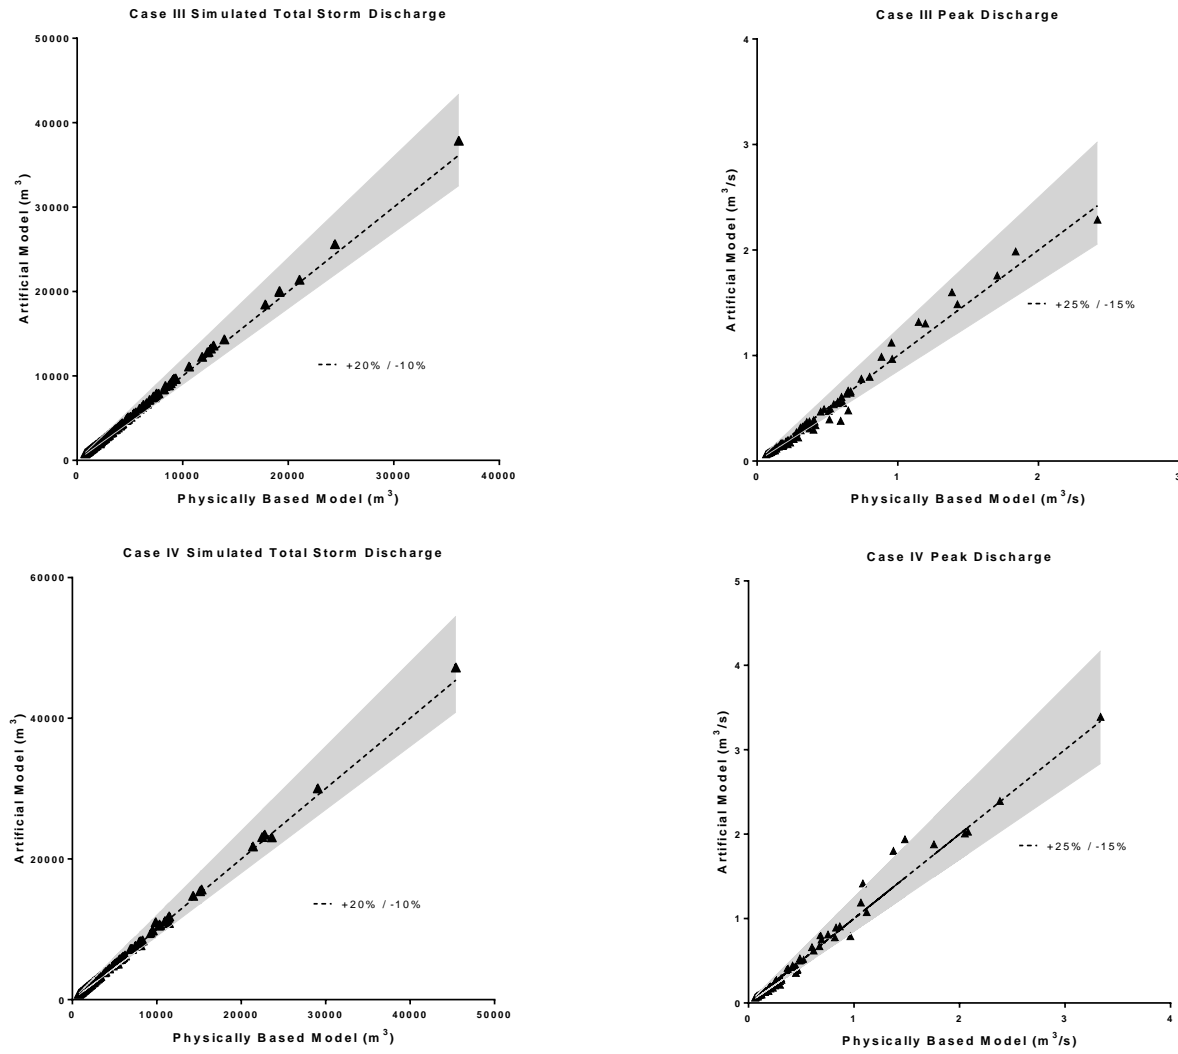 Case III Simulated Total Storm Discharge
50000
40000
30000
20000
10000
0
0 10000 20000 30000 40000
Artificial Model (m³)
Physically Based Model (m³)
+20% / -10%
Case III Peak Discharge
4
3
2
1
0
0 1 2 3
Artificial Model (m³/s)
Physically Based Model (m³/s)
+25% / -15%
Case IV Simulated Total Storm Discharge
60000
40000
20000
0
0 10000 20000 30000 40000 50000
Artificial Model (m³)
Physically Based Model (m³)
+20% / -10%
Case IV Peak Discharge
5
4
3
2
1
0
0 1 2 3 4
Artificial Model (m³/s)
Physically Based Model (m³/s)
+25% / -15%